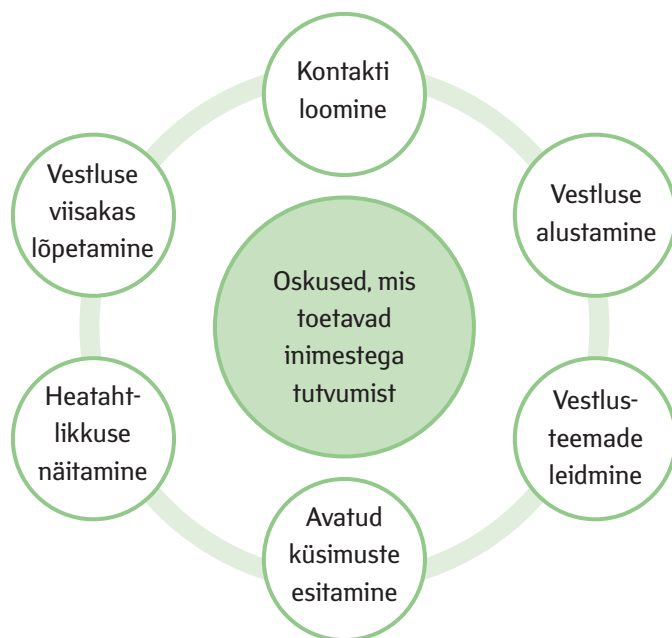 Kontakti
loomine
Vestluse
alustamine
Vestlus-
teemade
leidmine
Avatud
küsimuste
esitamine
Heataht-
likkuse
näitamine
Vestluse
viisakas
lõpetamine
Oskused, mis
toetavad
inimestega
tutvumist